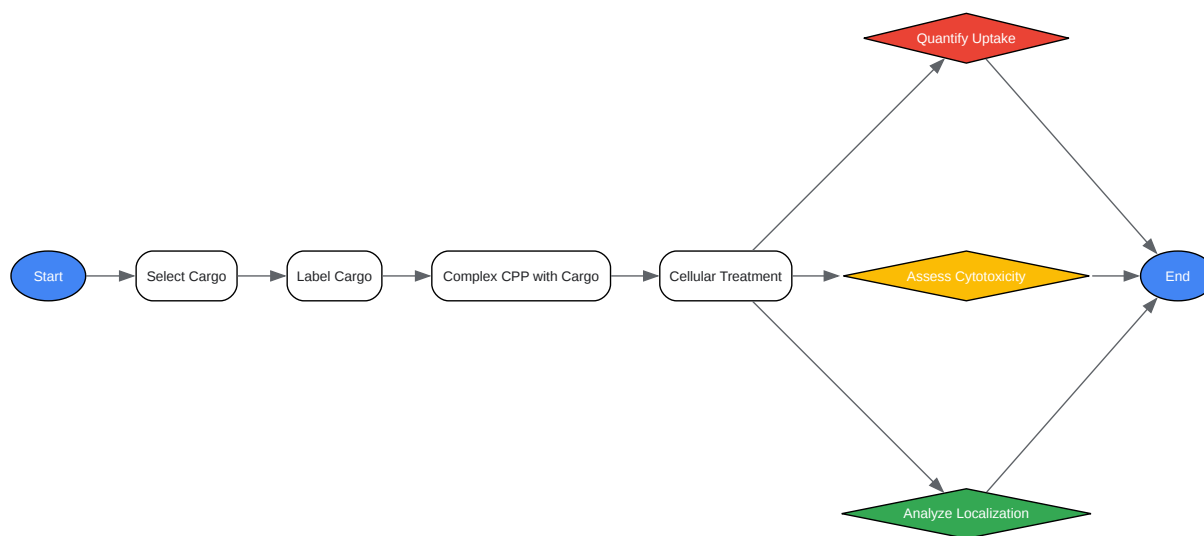 Start
Select Cargo
Label Cargo
Complex CPP with Cargo
Cellular Treatment
Quantify Uptake
Assess Cytotoxicity
Analyze Localization
End